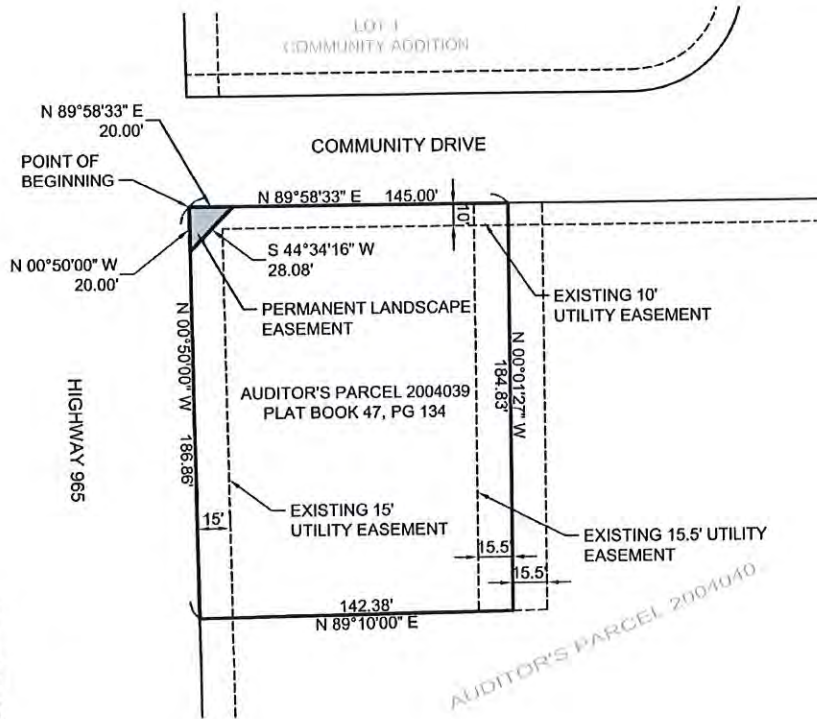 LOT 1
COMMUNITY ADDITION
N 89°58'33" E
20.00'
COMMUNITY DRIVE
POINT OF
BEGINNING
N 89°58'33" E 145.00'
10'
N 00°50'00" W
20.00'
S 44°34'16" W
28.08'
PERMANENT LANDSCAPE
EASEMENT
EXISTING 10'
UTILITY EASEMENT
N 00°50'00" W 186.86'
N 00°01'27" W
184.83'
AUDITOR'S PARCEL 2004039
PLAT BOOK 47, PG 134
HIGHWAY 965
EXISTING 15'
UTILITY EASEMENT
15'
EXISTING 15.5' UTILITY
EASEMENT
15.5'
15.5'
142.38'
N 89°10'00" E
AUDITOR'S PARCEL 2004040